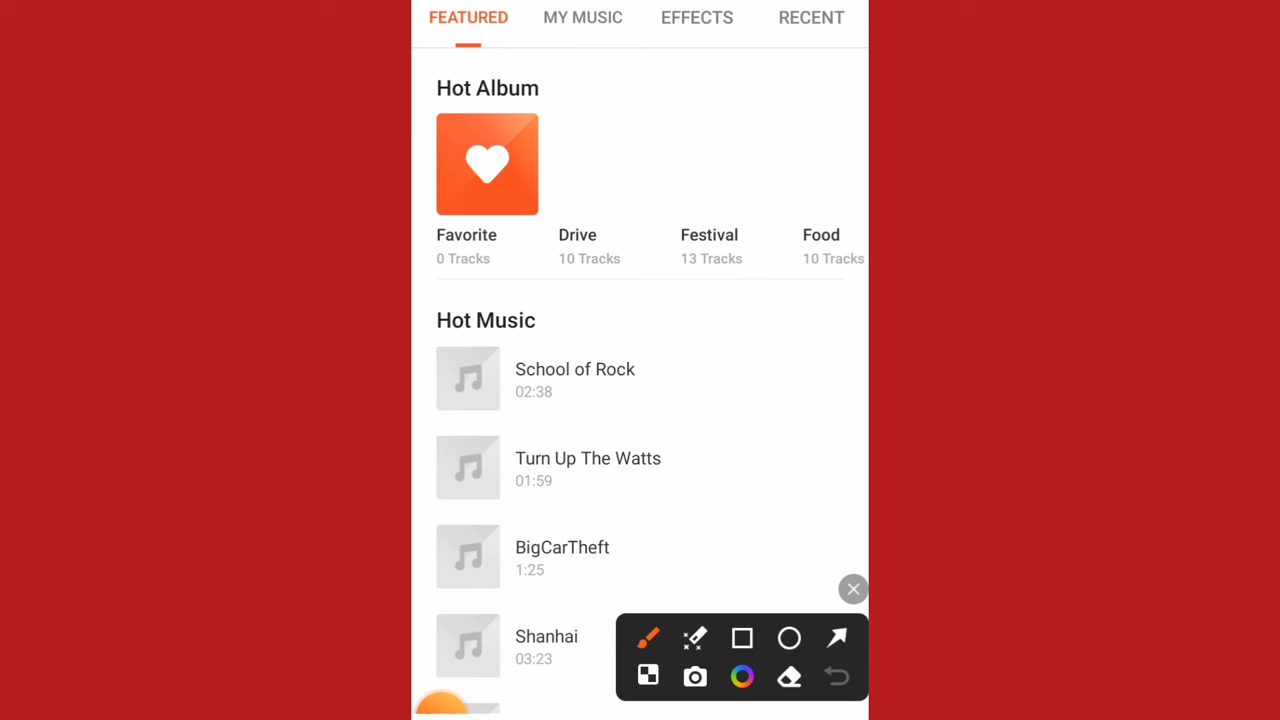 FEATURED MY MUSIC EFFECTS RECENT
Hot Album
Favorite Drive Festival Food
0 Tracks 10 Tracks 13 Tracks 10 Tracks
Hot Music
School of Rock
02:38
Turn Up The Watts
01:59
BigCarTheft
1:25
Shanhai
03:23